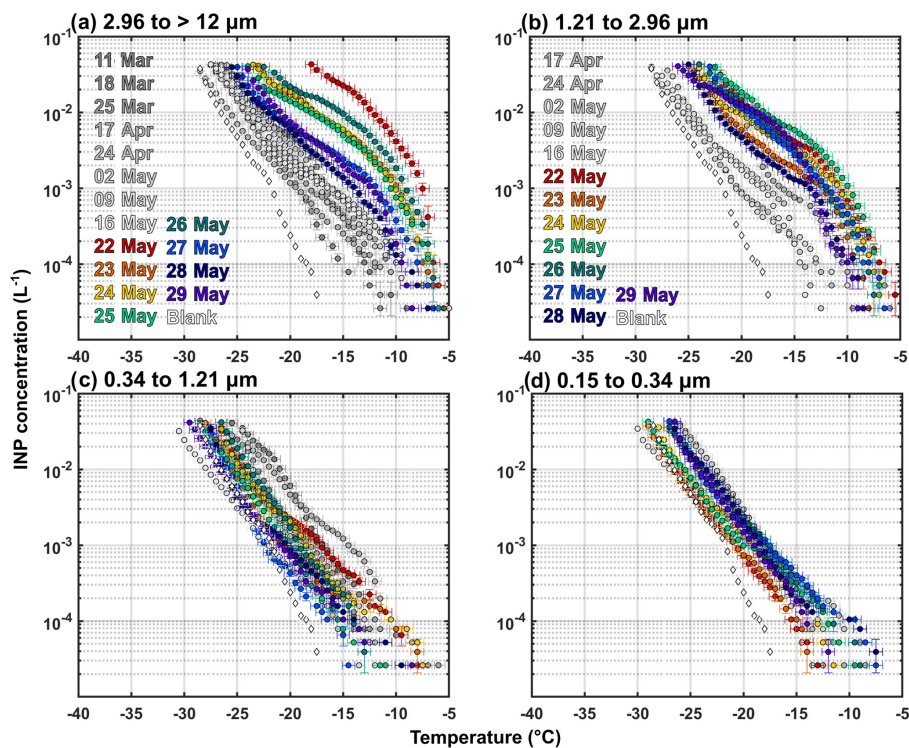 (a) 2.96 to > 12 µm
(b) 1.21 to 2.96 µm
10⁻¹
10⁻²
10⁻³
10⁻⁴
11 Mar
18 Mar
25 Mar
17 Apr
24 Apr
02 May
09 May
16 May
22 May
23 May
24 May
25 May
26 May
27 May
28 May
29 May
Blank
-40 -35 -30 -25 -20 -15 -10 -5
10⁻¹
10⁻²
10⁻³
10⁻⁴
17 Apr
24 Apr
02 May
09 May
16 May
22 May
23 May
24 May
25 May
26 May
27 May
28 May
29 May
Blank
-40 -35 -30 -25 -20 -15 -10 -5
INP concentration (L⁻¹)
(c) 0.34 to 1.21 µm
(d) 0.15 to 0.34 µm
10⁻¹
10⁻²
10⁻³
10⁻⁴
-40 -35 -30 -25 -20 -15 -10 -5
10⁻¹
10⁻²
10⁻³
10⁻⁴
-40 -35 -30 -25 -20 -15 -10 -5
Temperature (°C)